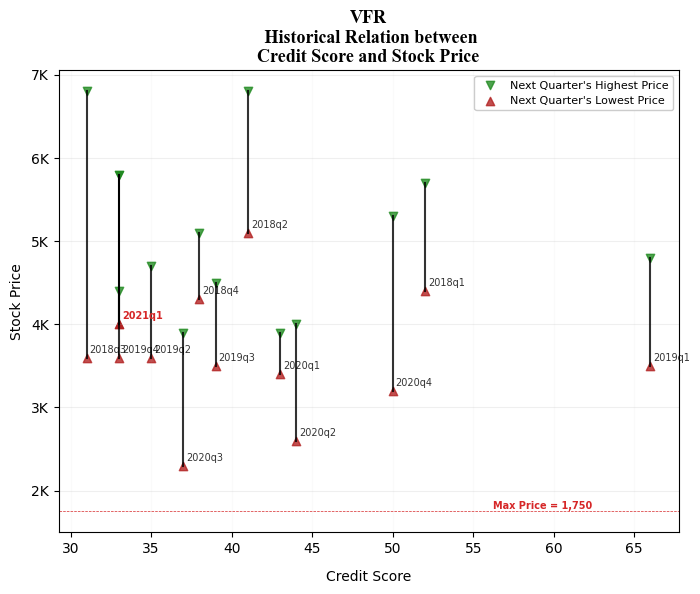 VFR
Historical Relation between
Credit Score and Stock Price
Next Quarter's Highest Price
Next Quarter's Lowest Price
7K
6K
5K
4K
3K
2K
Stock Price
2018q2
2018q1
2018q4
2021q1
2018q3
2019q4
2019q2
2019q3
2019q1
2020q1
2020q4
2020q2
2020q3
Max Price = 1,750
30
35
40
45
50
55
60
65
Credit Score